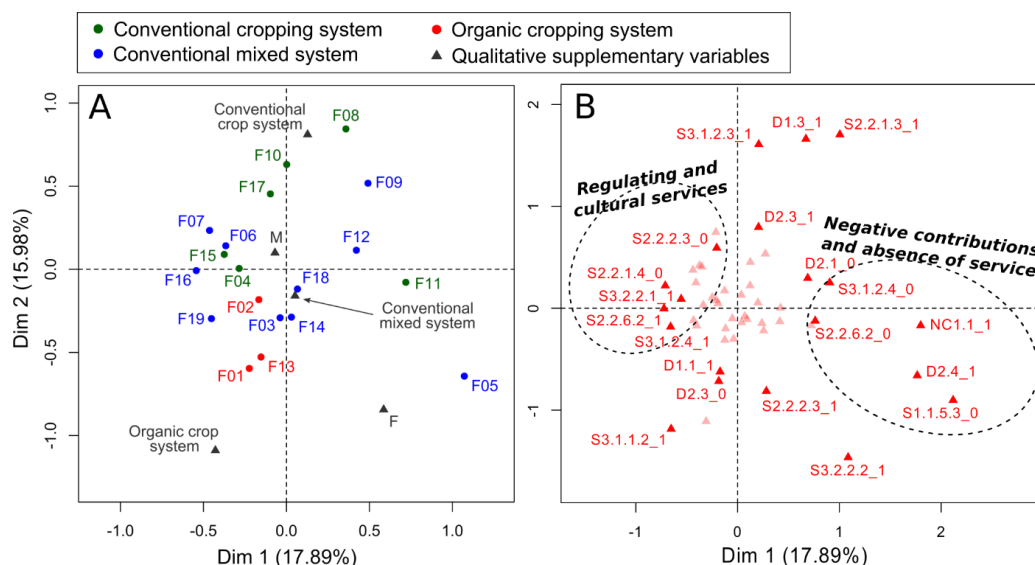 Conventional cropping system
Organic cropping system
Conventional mixed system
Qualitative supplementary variables
A
Conventional
crop system
F08
F10
F09
F17
F07
F06
M
F12
F15
F04
F16
F18
F11
F02
F19
F03
F14
Conventional
mixed system
F13
F01
F05
F
Organic crop
system
1.0
0.5
0.0
-0.5
-1.0
Dim 2 (15.98%)
-1.0
-0.5
0.0
0.5
1.0
Dim 1 (17.89%)
B
S3.1.2.3_1
D1.3_1
S2.2.1.3_1
Regulating and
cultural services
D2.3_1
Negative contributions
and absence of service
S2.2.2.3_0
D2.1_0
S2.2.1.4_0
S3.1.2.4_0
S3.2.2.1_1
S2.2.6.2_1
S2.2.6.2_0
NC1.1_1
S3.1.2.4_1
D1.1_1
D2.4_1
D2.3_0
S2.2.2.3_1
S1.1.5.3_0
S3.1.1.2_1
S3.2.2.2_1
2
1
0
-1
-1
0
1
2
Dim 1 (17.89%)